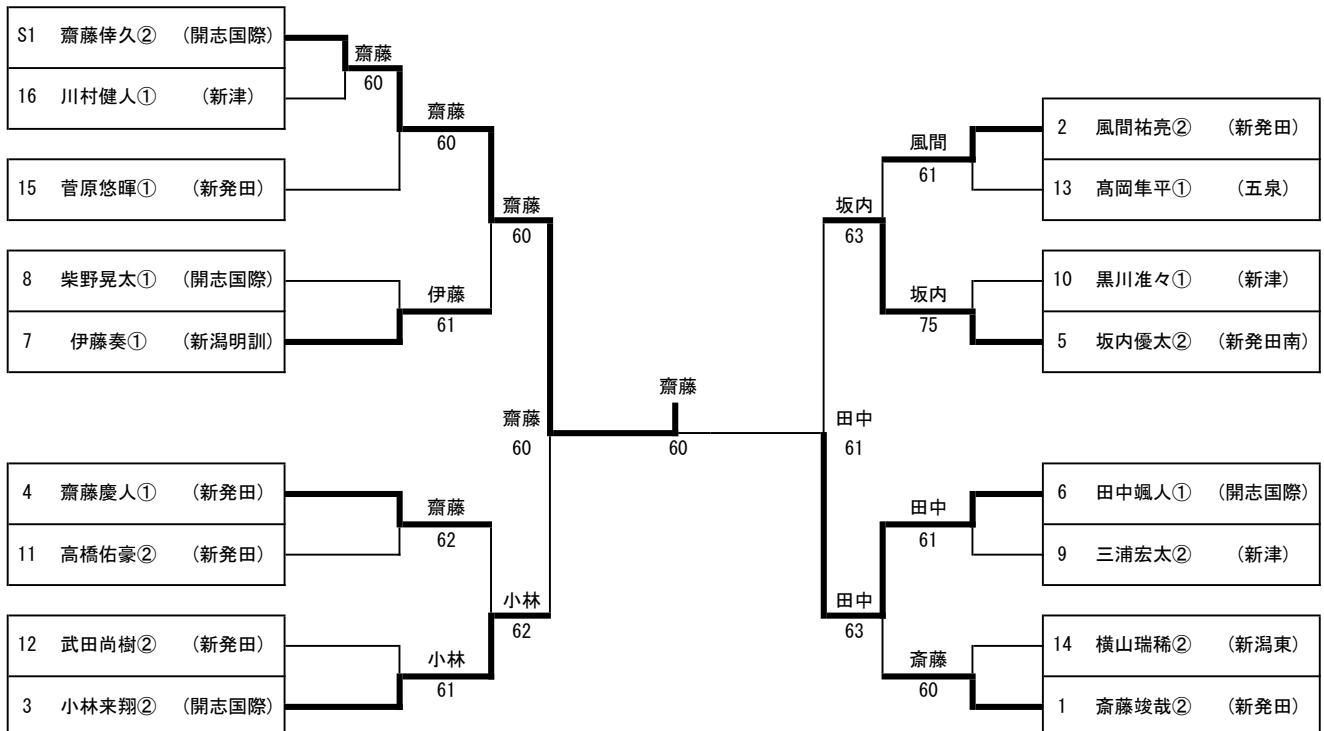 S1 齋藤倖久② (開志国際)
16 川村健人① (新津)
15 菅原悠暉① (新発田)
8 柴野晃太① (開志国際)
7 伊藤奏① (新潟明訓)
4 齋藤慶人① (新発田)
11 高橋佑豪② (新発田)
12 武田尚樹② (新発田)
3 小林来翔② (開志国際)
齋藤
60
齋藤
60
伊藤
61
齋藤
62
小林
61
齋藤
60
小林
62
齋藤
60
齋藤
60
田中
61
坂内
63
田中
63
風間
61
坂内
75
田中
61
斎藤
60
2 風間祐亮② (新発田)
13 髙岡隼平① (五泉)
10 黒川准々① (新津)
5 坂内優太② (新発田南)
6 田中颯人① (開志国際)
9 三浦宏太② (新津)
14 横山瑞稀② (新潟東)
1 斎藤竣哉② (新発田)